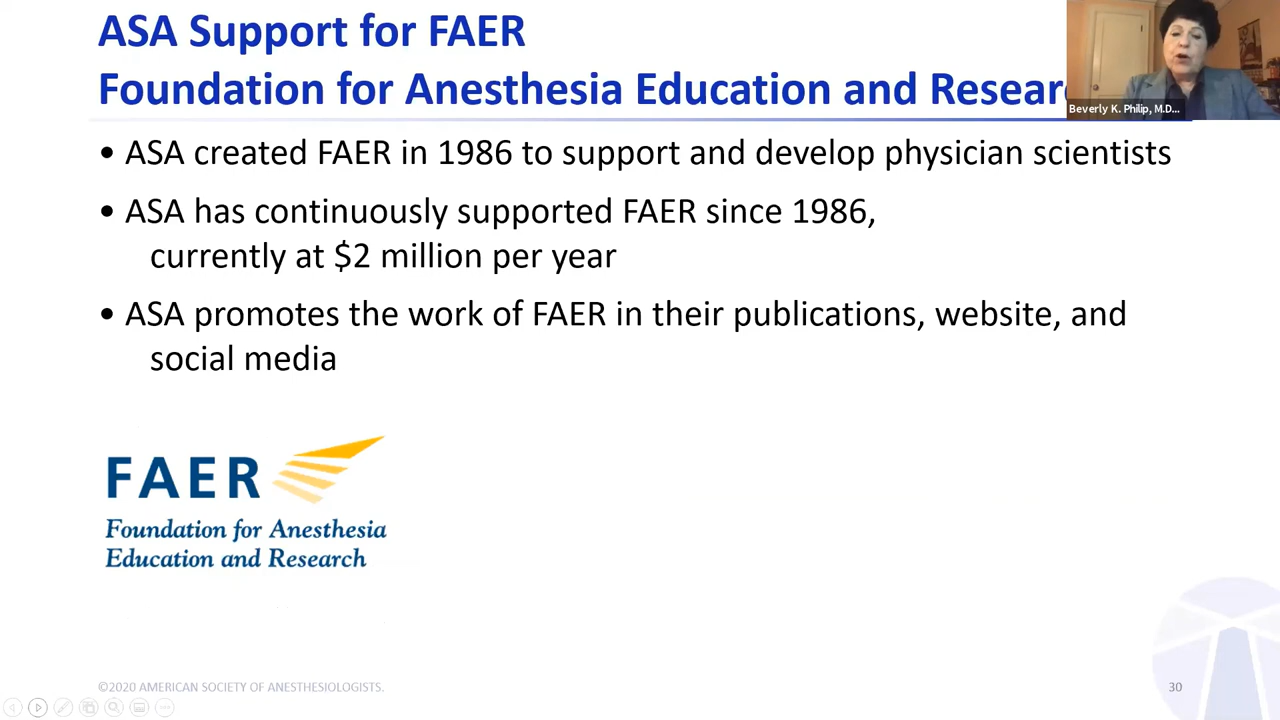 ASA Support for FAER
Foundation for Anesthesia Education and Resear
Beverly K. Philip, M.D...
• ASA created FAER in 1986 to support and develop physician scientists
• ASA has continuously supported FAER since 1986,
currently at $2 million per year
• ASA promotes the work of FAER in their publications, website, and
social media
FAER
Foundation for Anesthesia
Education and Research
©2020 AMERICAN SOCIETY OF ANESTHESIOLOGISTS.
30